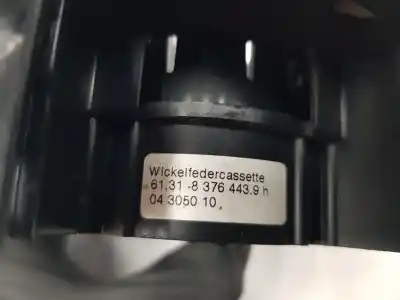 Wickelfedercassette
61.31 -8 376 443.9 h
04 3050 10